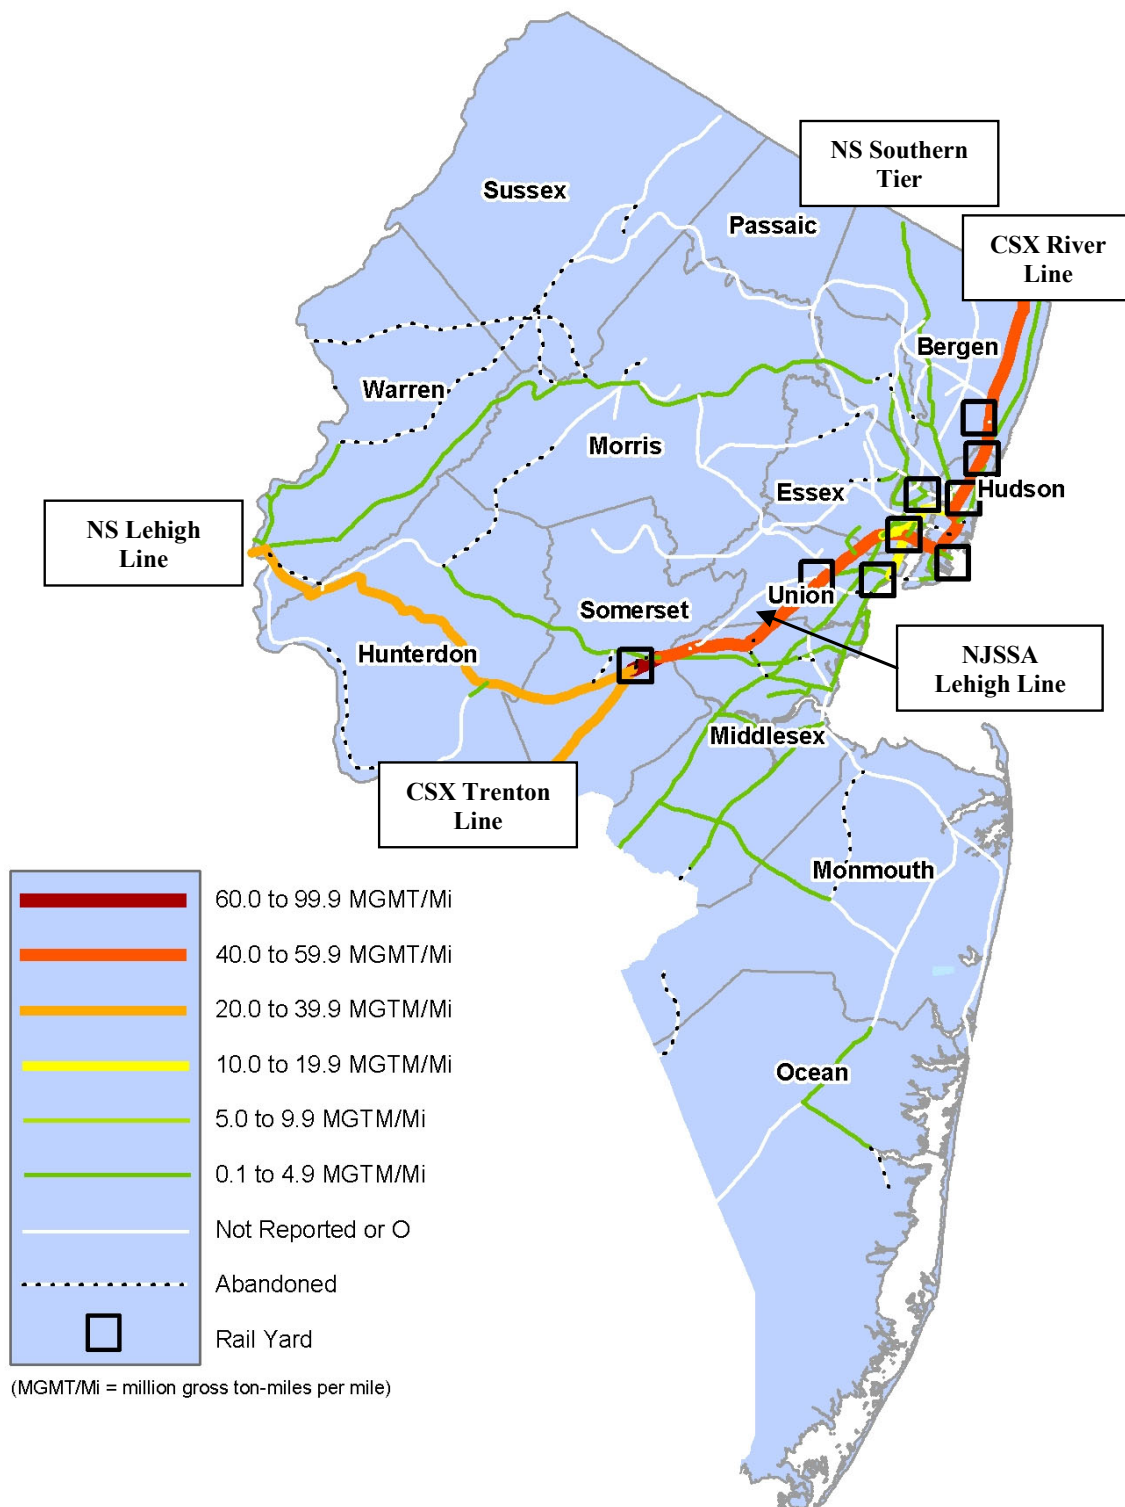 NS Southern
Tier
Sussex
Passaic
CSX River
Line
Bergen
Warren
Morris
Essex
Hudson
NS Lehigh
Line
Union
Somerset
Hunterdon
NJSSA
Lehigh Line
Middlesex
CSX Trenton
Line
Monmouth
Ocean
60.0 to 99.9 MGMT/Mi
40.0 to 59.9 MGMT/Mi
20.0 to 39.9 MGTM/Mi
10.0 to 19.9 MGTM/Mi
5.0 to 9.9 MGTM/Mi
0.1 to 4.9 MGTM/Mi
Not Reported or O
Abandoned
Rail Yard
(MGMT/Mi = million gross ton-miles per mile)